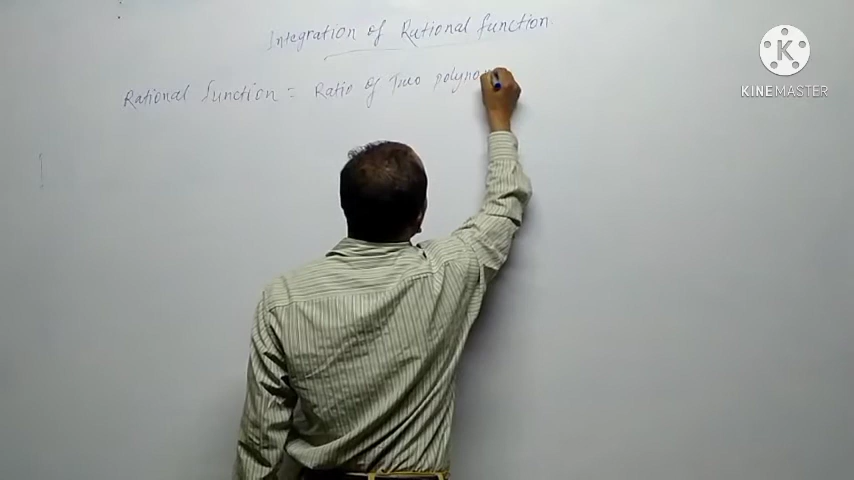 Integration of Rational function.
Rational function = Ratio of Two polyno
KINEMASTER